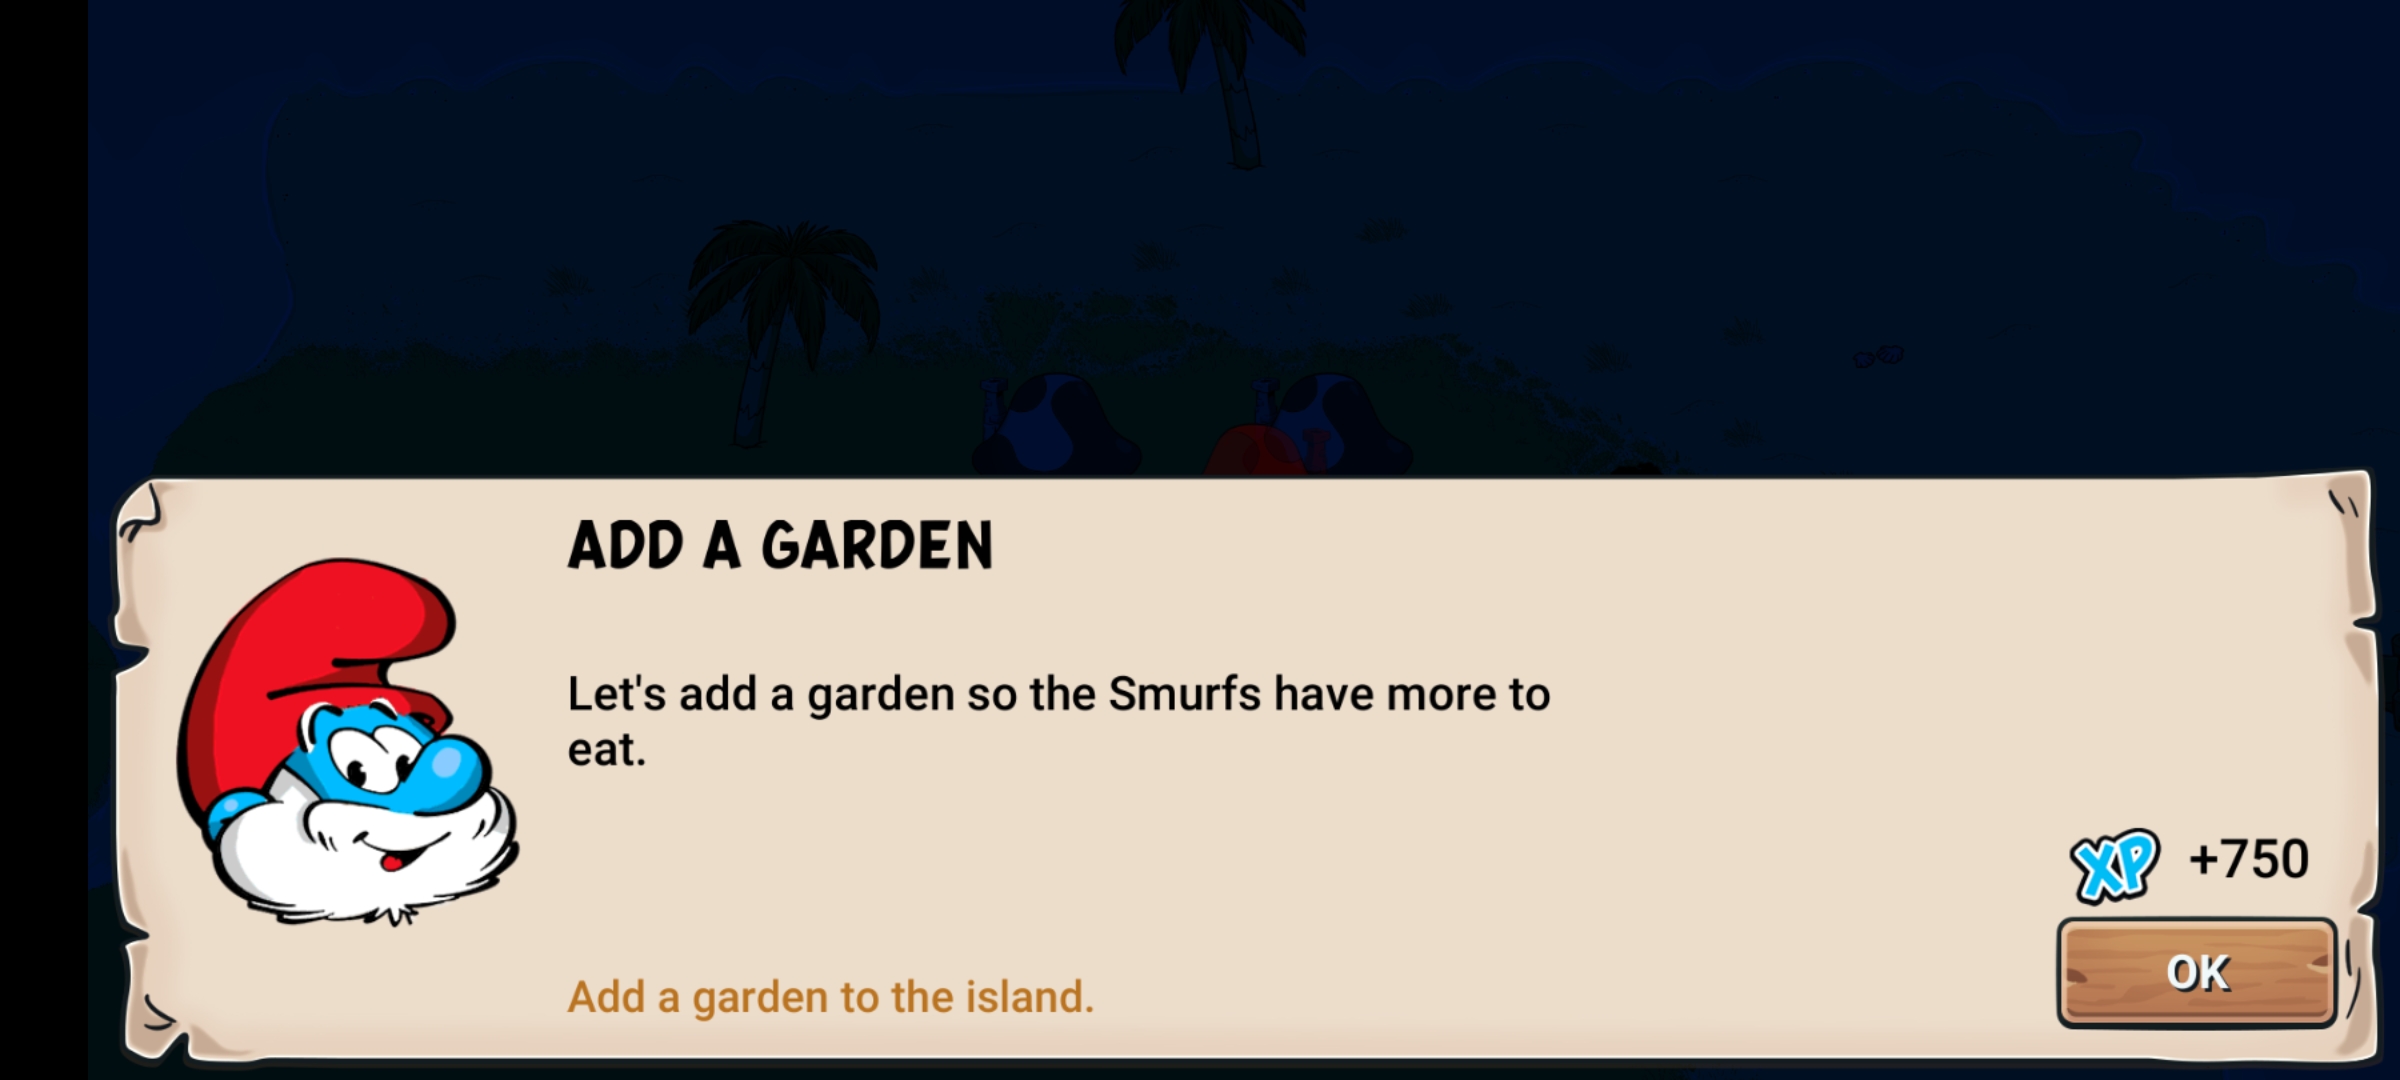 ADD A GARDEN
Let's add a garden so the Smurfs have more to
eat.
XP +750
OK
Add a garden to the island.